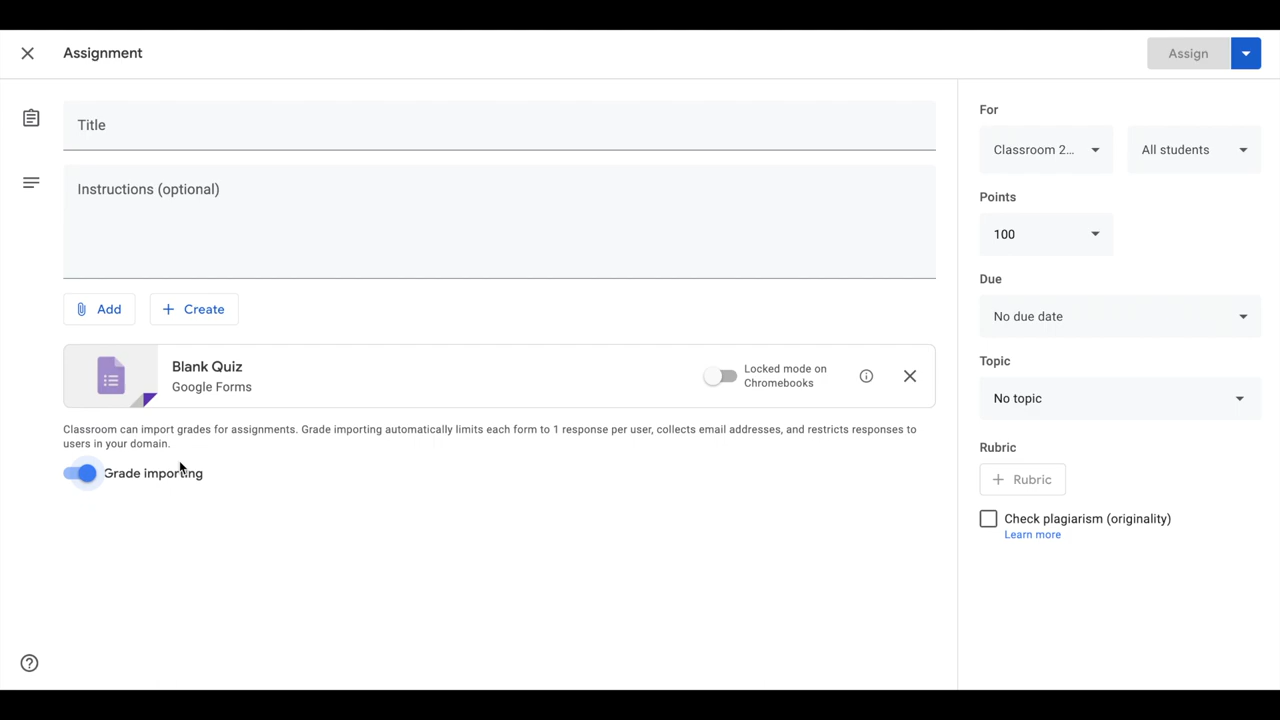 Assignment
Assign
Title
Instructions (optional)
Add
Create
Blank Quiz
Google Forms
Locked mode on
Chromebooks
Classroom can import grades for assignments. Grade importing automatically limits each form to 1 response per user, collects email addresses, and restricts responses to
users in your domain.
Grade importing
For
Classroom 2...
All students
Points
100
Due
No due date
Topic
No topic
Rubric
Rubric
Check plagiarism (originality)
Learn more